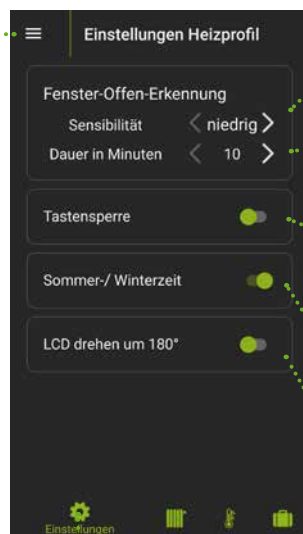 Einstellungen Heizprofil
Fenster-Offen-Erkennung
Sensibilität niedrig
Dauer in Minuten 10
Tastensperre
Sommer-/ Winterzeit
LCD drehen um 180°
Einstellungen